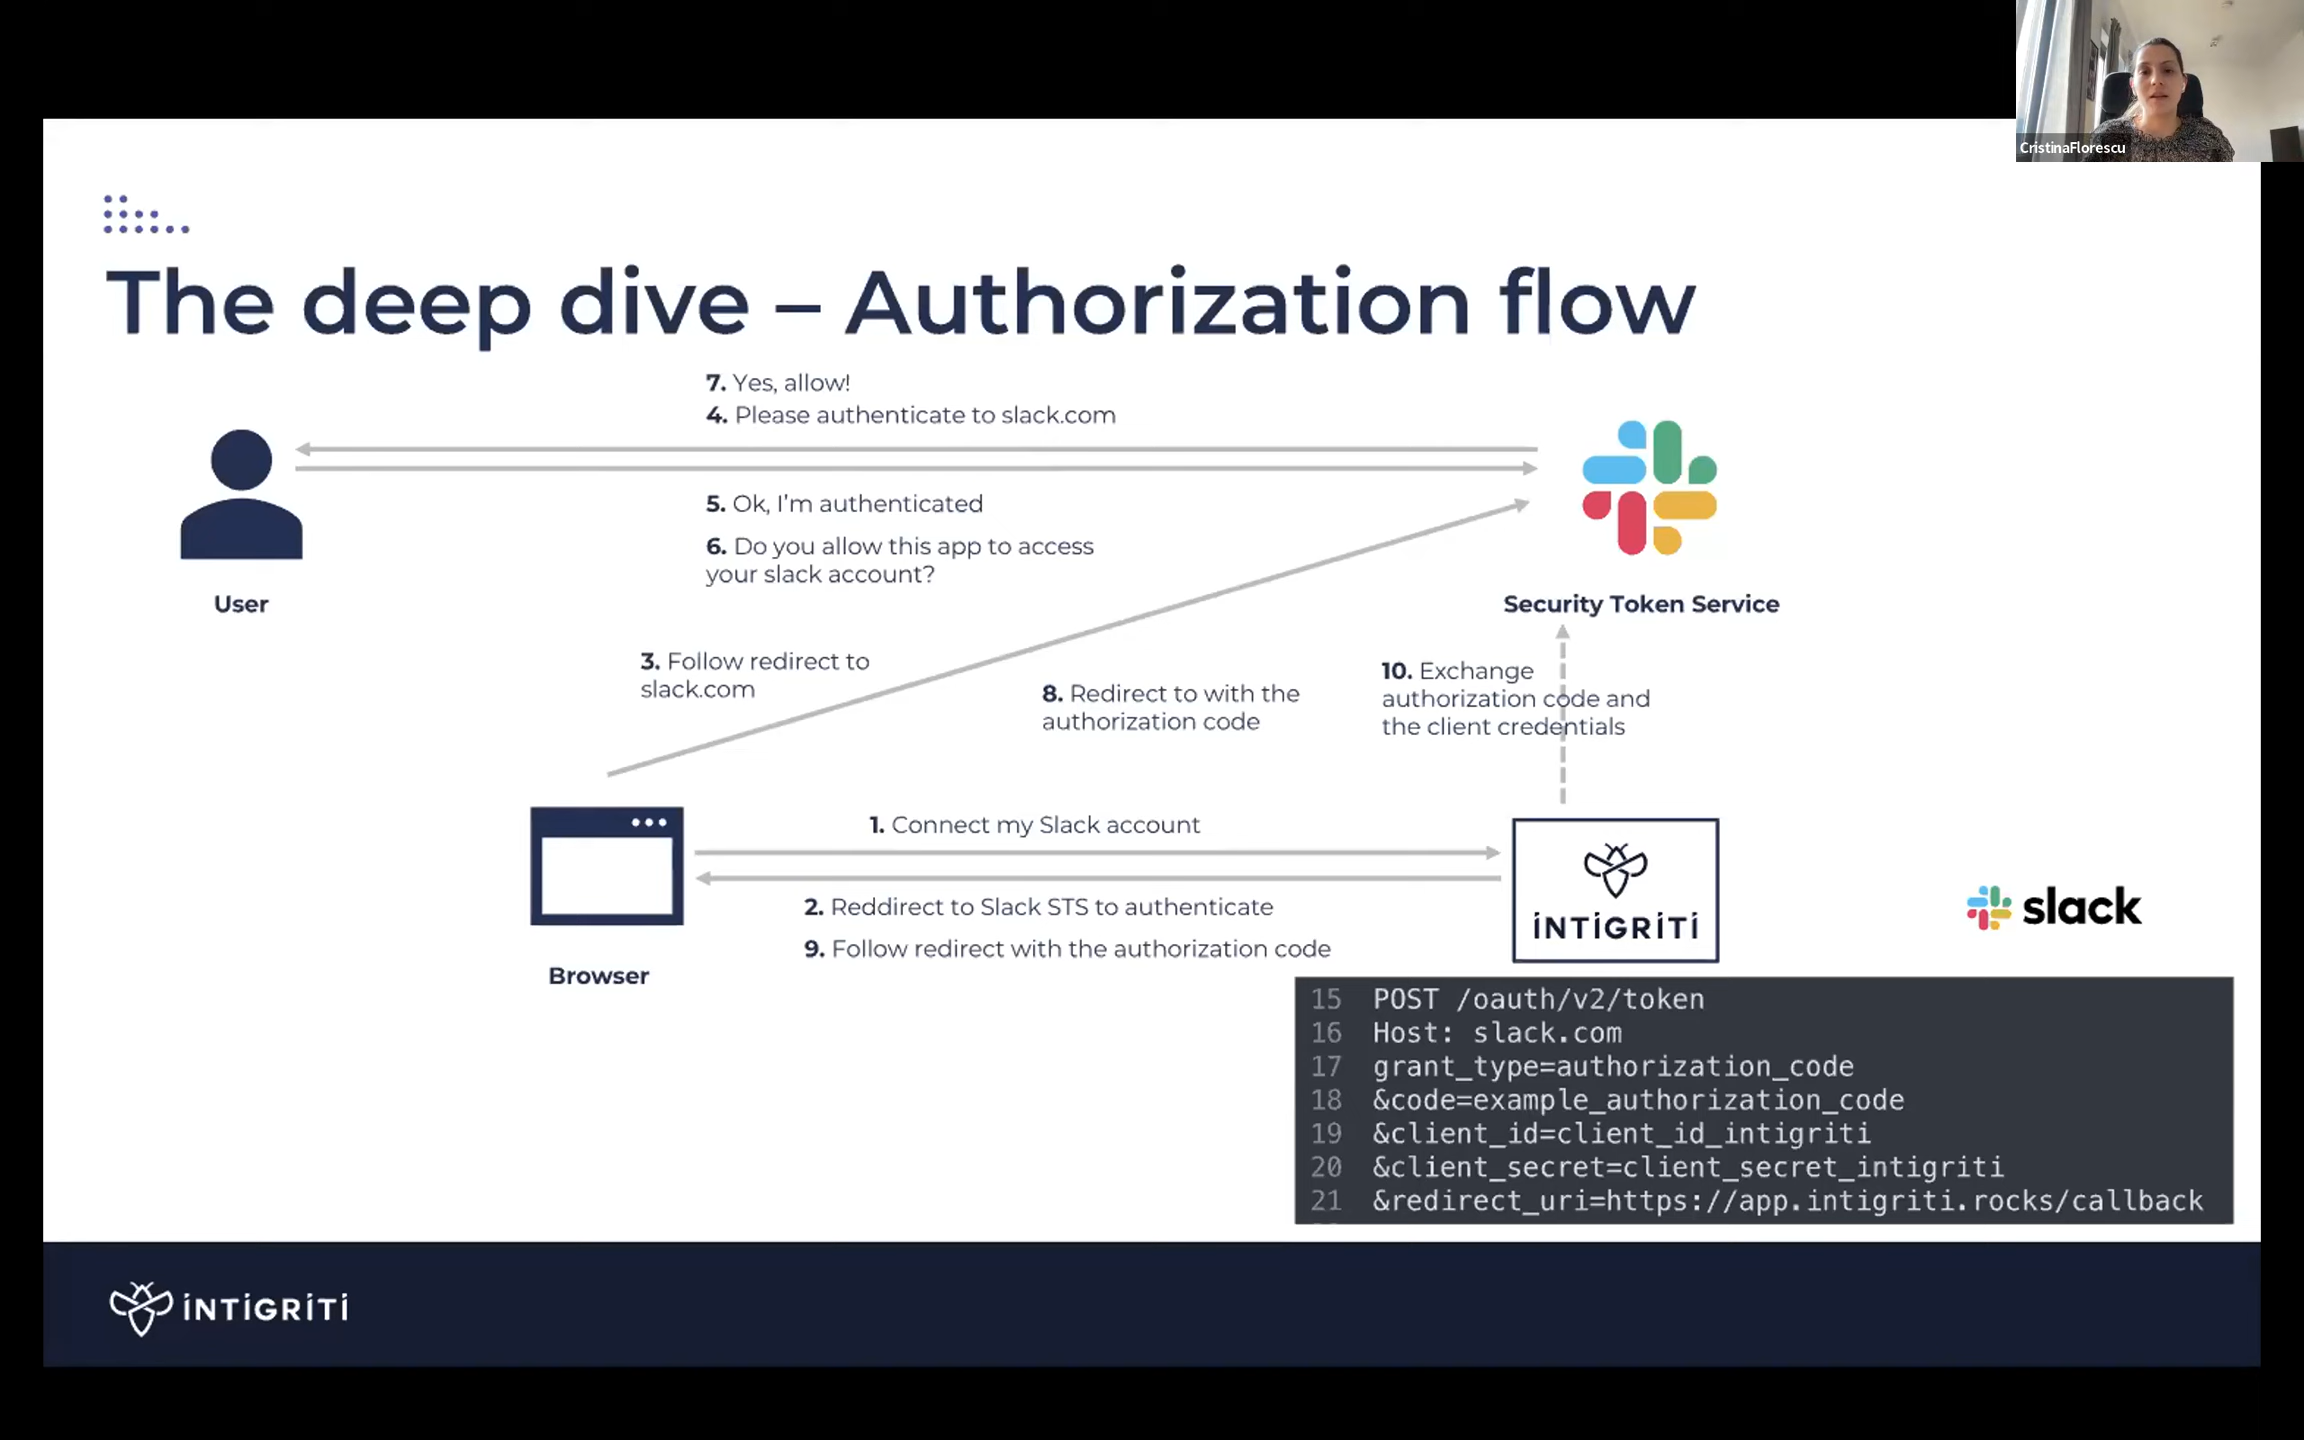 CristinaFlorescu
The deep dive – Authorization flow
7. Yes, allow!
4. Please authenticate to slack.com
5. Ok, I'm authenticated
6. Do you allow this app to access
your slack account?
User
Security Token Service
3. Follow redirect to
slack.com
8. Redirect to with the
authorization code
10. Exchange
authorization code and
the client credentials
1. Connect my Slack account
2. Reddirect to Slack STS to authenticate
9. Follow redirect with the authorization code
Browser
INTIGRITI
slack
15 POST /oauth/v2/token
16 Host: slack.com
17 grant_type=authorization_code
18 &code=example_authorization_code
19 &client_id=client_id_intigriti
20 &client_secret=client_secret_intigriti
21 &redirect_uri=https://app.intigriti.rocks/callback
INTIGRITI